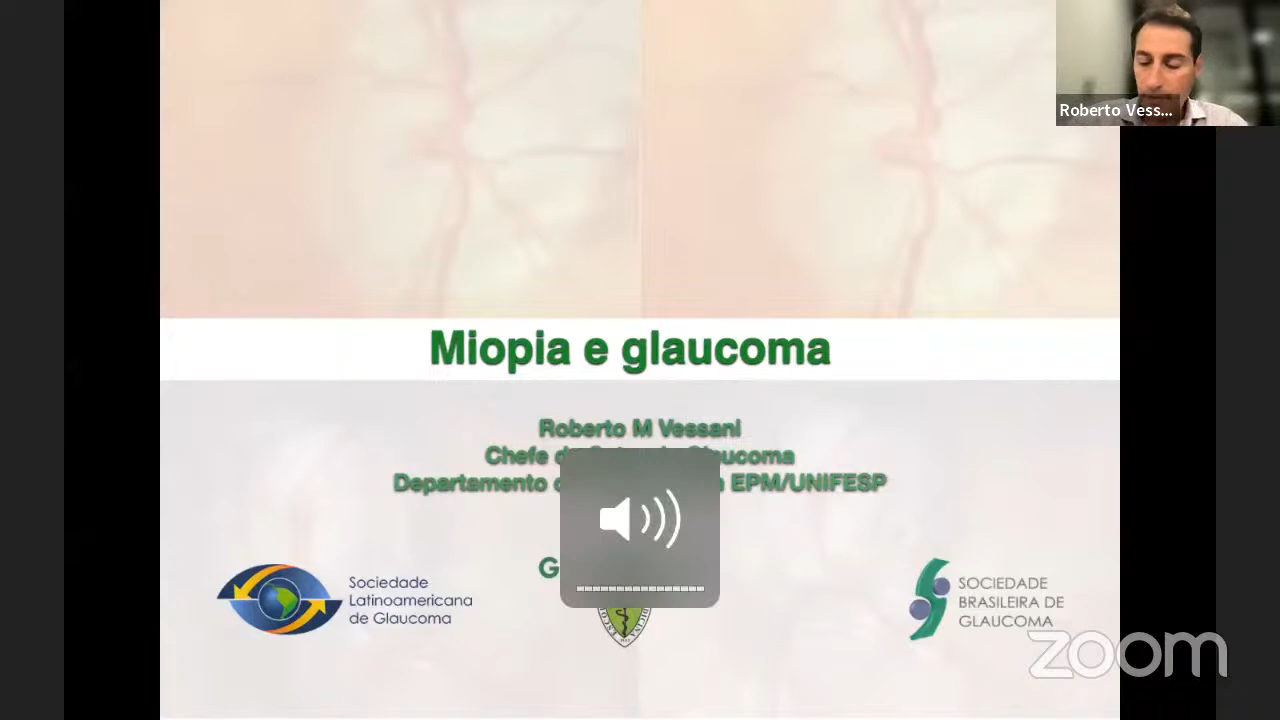 Roberto Vess...
Miopia e glaucoma
Roberto M Vessani
Chefe
Glaucoma
Departamento
EPM/UNIFESP
Sociedade
Latinoamericana
de Glaucoma
SOCIEDADE
BRASILEIRA DE
GLAUCOMA
zoom